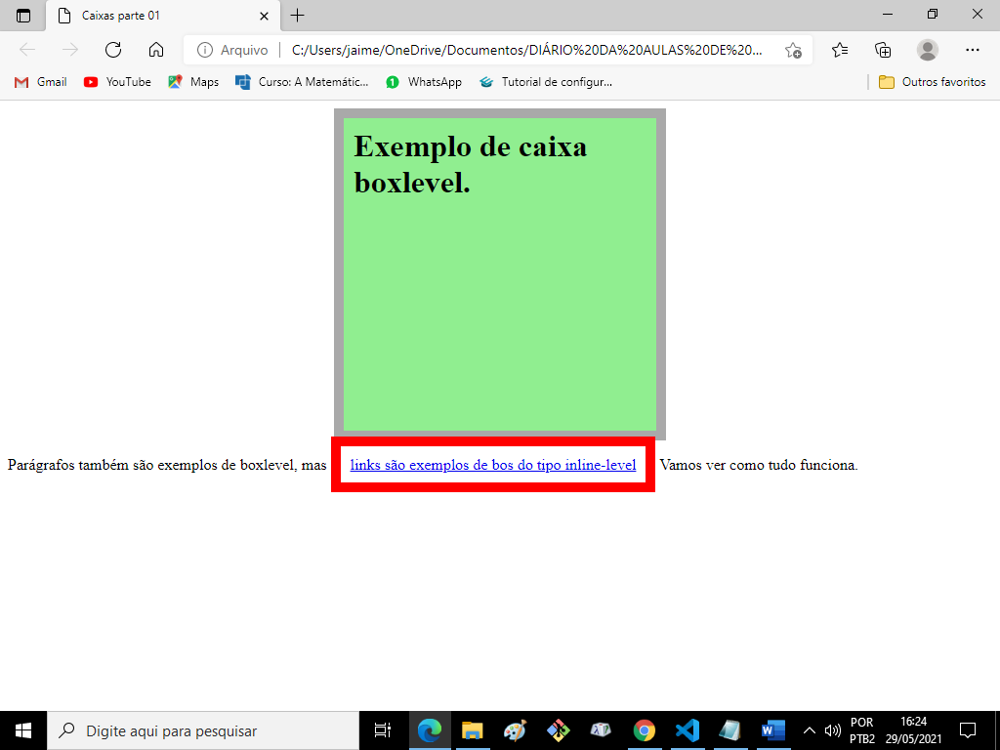 Caixas parte 01
Arquivo
C:/Users/jaime/OneDrive/Documentos/DIÁRIO%20DA%20AULAS%20DE%20...
Gmail
YouTube
Maps
Curso: A Matemátic...
1
WhatsApp
Tutorial de configur...
Outros favoritos
Exemplo de caixa
boxlevel.
Parágrafos também são exemplos de boxlevel, mas links são exemplos de bos do tipo inline-level Vamos ver como tudo funciona.
Digite aqui para pesquisar
POR
PTB2
16:24
29/05/2021